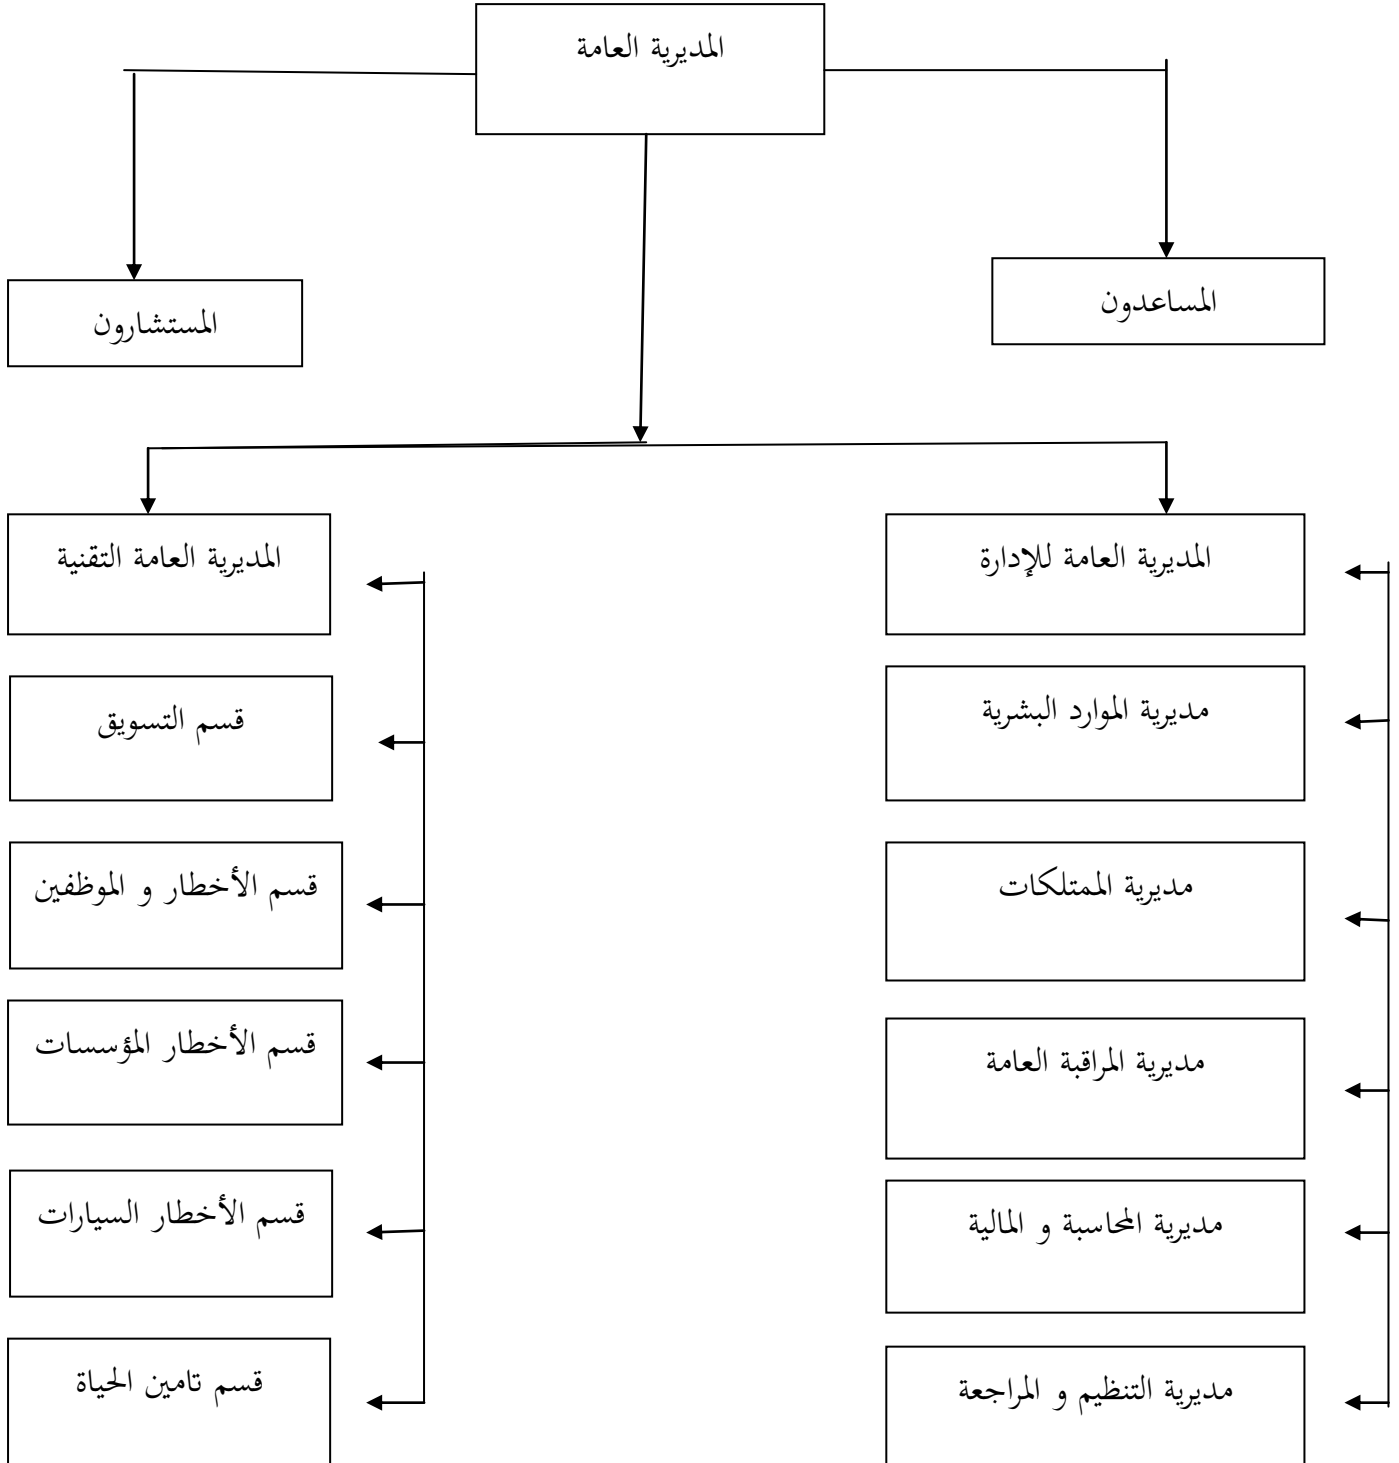 المديرية العامة
المساعدون
المستشارون
المديرية العامة للإدارة
المديرية العامة التقنية
مديرية الموارد البشرية
قسم التسويق
مديرية الممتلكات
قسم الأخطار و الموظفين
مديرية المراقبة العامة
قسم الأخطار المؤسسات
مديرية المحاسبة و المالية
قسم الأخطار السيارات
مديرية التنظيم و المراجعة
قسم تامين الحياة